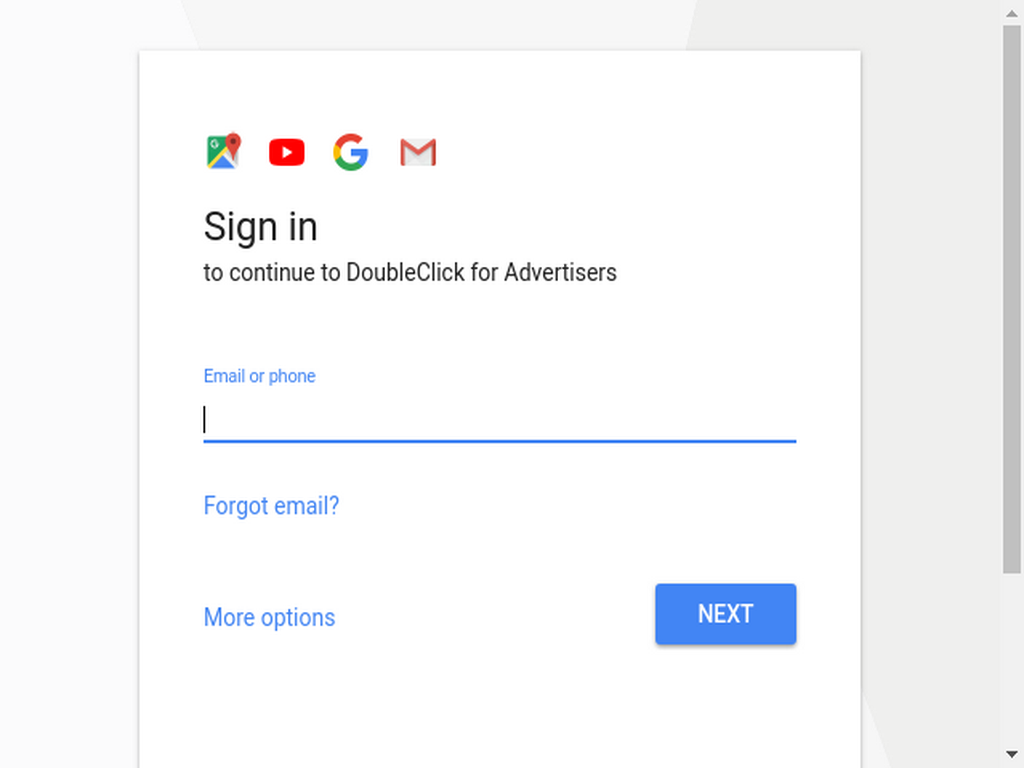 Sign in
to continue to DoubleClick for Advertisers
Email or phone
Forgot email?
More options
NEXT